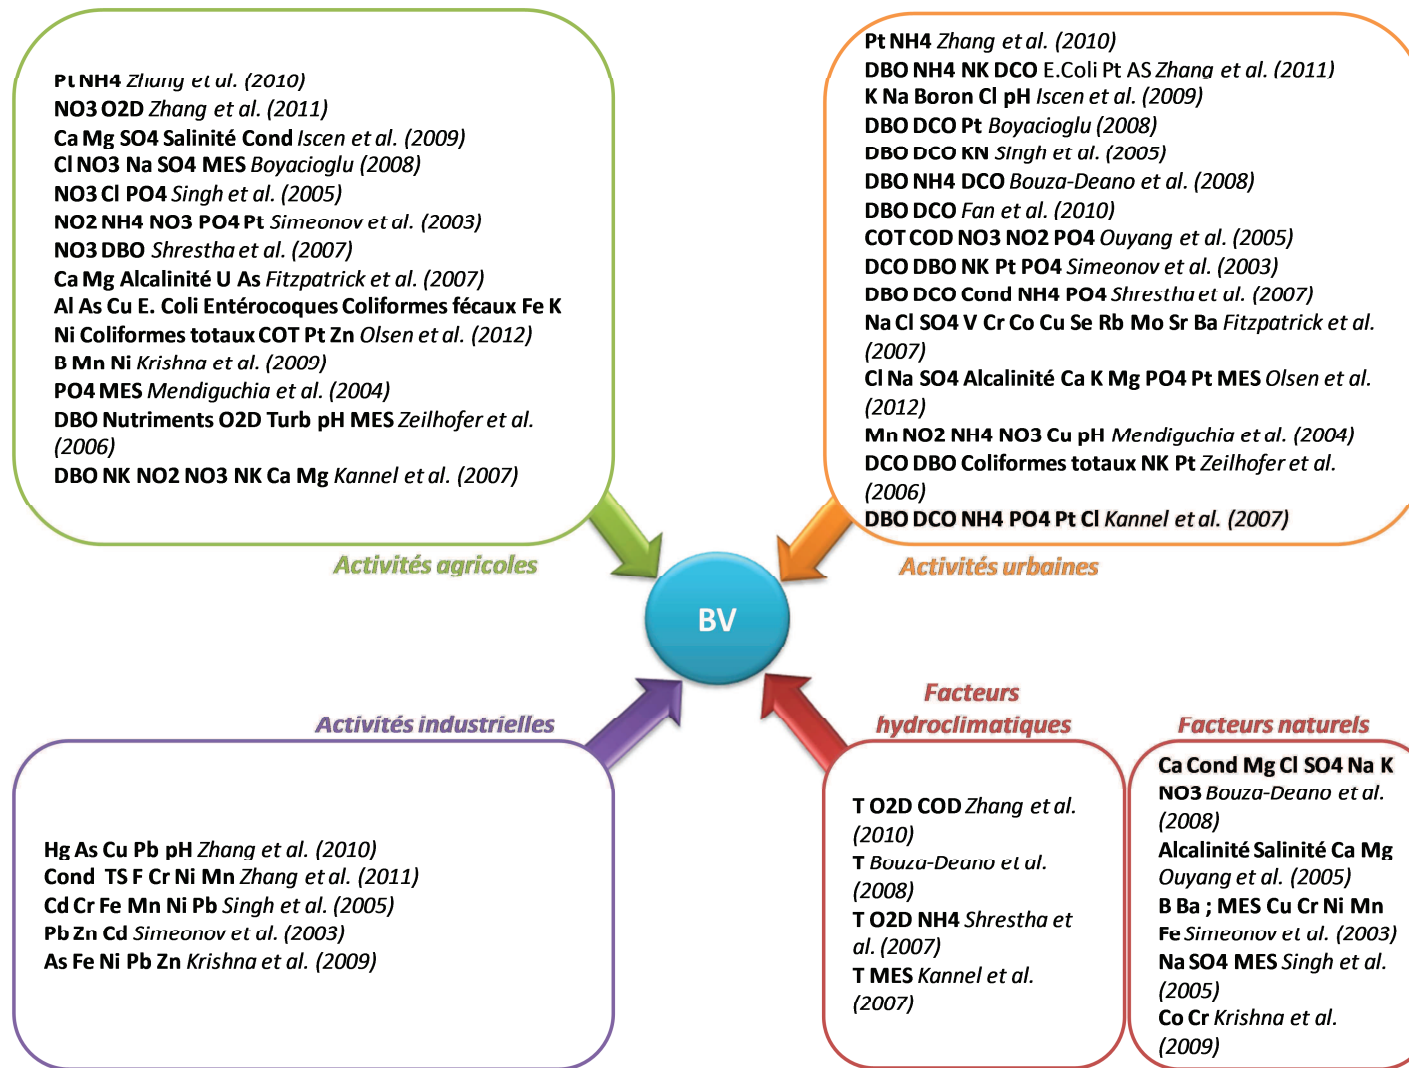 Pt NH4 Zhang et al. (2010)
NO3 O2D Zhang et al. (2011)
Ca Mg SO4 Salinité Cond Iscen et al. (2009)
Cl NO3 Na SO4 MES Boyacioglu (2008)
NO3 Cl PO4 Singh et al. (2005)
NO2 NH4 NO3 PO4 Pt Simeonov et al. (2003)
NO3 DBO Shrestha et al. (2007)
Ca Mg Alcalinité U As Fitzpatrick et al. (2007)
Al As Cu E. Coli Entérocoques Coliformes fécaux Fe K
Ni Coliformes totaux COT Pt Zn Olsen et al. (2012)
B Mn Ni Krishna et al. (2009)
PO4 MES Mendiguchia et al. (2004)
DBO Nutriments O2D Turb pH MES Zeilhofer et al.
(2006)
DBO NK NO2 NO3 NK Ca Mg Kannel et al. (2007)
Activités agricoles
Pt NH4 Zhang et al. (2010)
DBO NH4 NK DCO E.Coli Pt AS Zhang et al. (2011)
K Na Boron Cl pH Iscen et al. (2009)
DBO DCO Pt Boyacioglu (2008)
DBO DCO KN Singh et al. (2005)
DBO NH4 DCO Bouza-Deano et al. (2008)
DBO DCO Fan et al. (2010)
COT COD NO3 NO2 PO4 Ouyang et al. (2005)
DCO DBO NK Pt PO4 Simeonov et al. (2003)
DBO DCO Cond NH4 PO4 Shrestha et al. (2007)
Na Cl SO4 V Cr Co Cu Se Rb Mo Sr Ba Fitzpatrick et al.
(2007)
Cl Na SO4 Alcalinité Ca K Mg PO4 Pt MES Olsen et al.
(2012)
Mn NO2 NH4 NO3 Cu pH Mendiguchia et al. (2004)
DCO DBO Coliformes totaux NK Pt Zeilhofer et al.
(2006)
DBO DCO NH4 PO4 Pt Cl Kannel et al. (2007)
Activités urbaines
BV
Activités industrielles
Hg As Cu Pb pH Zhang et al. (2010)
Cond TS F Cr Ni Mn Zhang et al. (2011)
Cd Cr Fe Mn Ni Pb Singh et al. (2005)
Pb Zn Cd Simeonov et al. (2003)
As Fe Ni Pb Zn Krishna et al. (2009)
Facteurs
hydroclimatiques
T O2D COD Zhang et al.
(2010)
T Bouza-Deano et al.
(2008)
T O2D NH4 Shrestha et
al. (2007)
T MES Kannel et al.
(2007)
Facteurs naturels
Ca Cond Mg Cl SO4 Na K
NO3 Bouza-Deano et al.
(2008)
Alcalinité Salinité Ca Mg
Ouyang et al. (2005)
B Ba ; MES Cu Cr Ni Mn
Fe Simeonov et al. (2003)
Na SO4 MES Singh et al.
(2005)
Co Cr Krishna et al.
(2009)